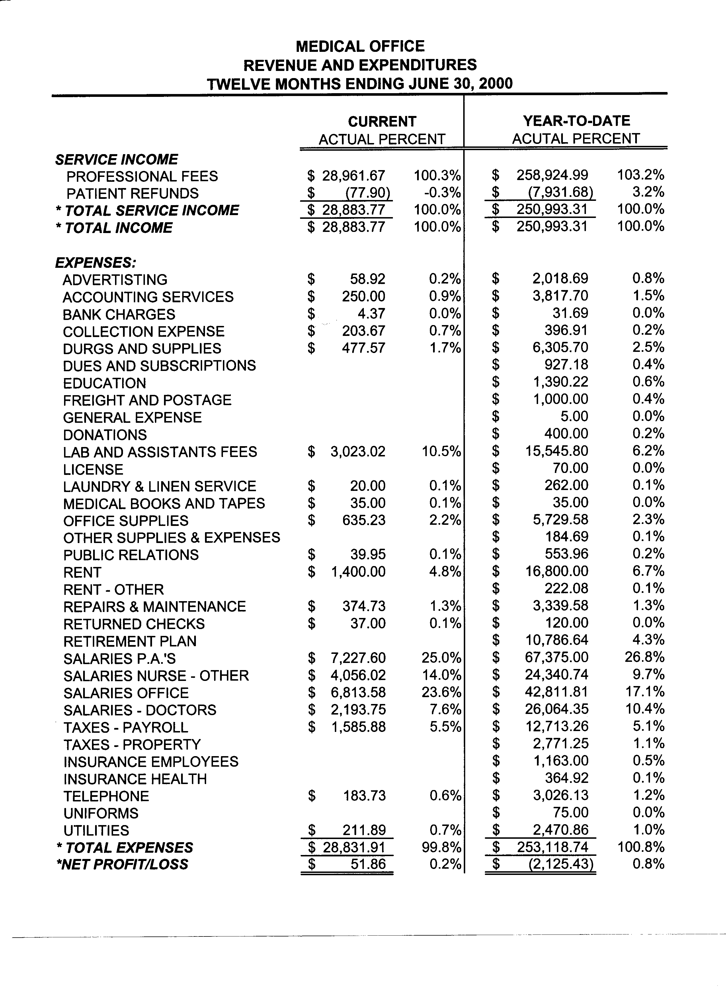 MEDICAL OFFICE
REVENUE AND EXPENDITURES
TWELVE MONTHS ENDING JUNE 30, 2000
CURRENT YEAR-TO-DATE
ACTUAL PERCENT ACUTAL PERCENT
SERVICE INCOME
PROFESSIONAL FEES $ 28,961.67 100.3% $ 258,924.99 103.2%
PATIENT REFUNDS $ (77.90) -0.3% $ (7,931.68) 3.2%
* TOTAL SERVICE INCOME $ 28,883.77 100.0% $ 250,993.31 100.0%
* TOTAL INCOME $ 28,883.77 100.0% $ 250,993.31 100.0%
EXPENSES:
ADVERTISTING $ 58.92 0.2% $ 2,018.69 0.8%
ACCOUNTING SERVICES $ 250.00 0.9% $ 3,817.70 1.5%
BANK CHARGES $ 4.37 0.0% $ 31.69 0.0%
COLLECTION EXPENSE $ 203.67 0.7% $ 396.91 0.2%
DURGS AND SUPPLIES $ 477.57 1.7% $ 6,305.70 2.5%
DUES AND SUBSCRIPTIONS $ 927.18 0.4%
EDUCATION $ 1,390.22 0.6%
FREIGHT AND POSTAGE $ 1,000.00 0.4%
GENERAL EXPENSE $ 5.00 0.0%
DONATIONS $ 400.00 0.2%
LAB AND ASSISTANTS FEES $ 3,023.02 10.5% $ 15,545.80 6.2%
LICENSE $ 70.00 0.0%
LAUNDRY & LINEN SERVICE $ 20.00 0.1% $ 262.00 0.1%
MEDICAL BOOKS AND TAPES $ 35.00 0.1% $ 35.00 0.0%
OFFICE SUPPLIES $ 635.23 2.2% $ 5,729.58 2.3%
OTHER SUPPLIES & EXPENSES $ 184.69 0.1%
PUBLIC RELATIONS $ 39.95 0.1% $ 553.96 0.2%
RENT $ 1,400.00 4.8% $ 16,800.00 6.7%
RENT - OTHER $ 222.08 0.1%
REPAIRS & MAINTENANCE $ 374.73 1.3% $ 3,339.58 1.3%
RETURNED CHECKS $ 37.00 0.1% $ 120.00 0.0%
RETIREMENT PLAN $ 10,786.64 4.3%
SALARIES P.A.'S $ 7,227.60 25.0% $ 67,375.00 26.8%
SALARIES NURSE - OTHER $ 4,056.02 14.0% $ 24,340.74 9.7%
SALARIES OFFICE $ 6,813.58 23.6% $ 42,811.81 17.1%
SALARIES - DOCTORS $ 2,193.75 7.6% $ 26,064.35 10.4%
TAXES - PAYROLL $ 1,585.88 5.5% $ 12,713.26 5.1%
TAXES - PROPERTY $ 2,771.25 1.1%
INSURANCE EMPLOYEES $ 1,163.00 0.5%
INSURANCE HEALTH $ 364.92 0.1%
TELEPHONE $ 183.73 0.6% $ 3,026.13 1.2%
UNIFORMS $ 75.00 0.0%
UTILITIES $ 211.89 0.7% $ 2,470.86 1.0%
* TOTAL EXPENSES $ 28,831.91 99.8% $ 253,118.74 100.8%
*NET PROFIT/LOSS $ 51.86 0.2% $ (2,125.43) 0.8%